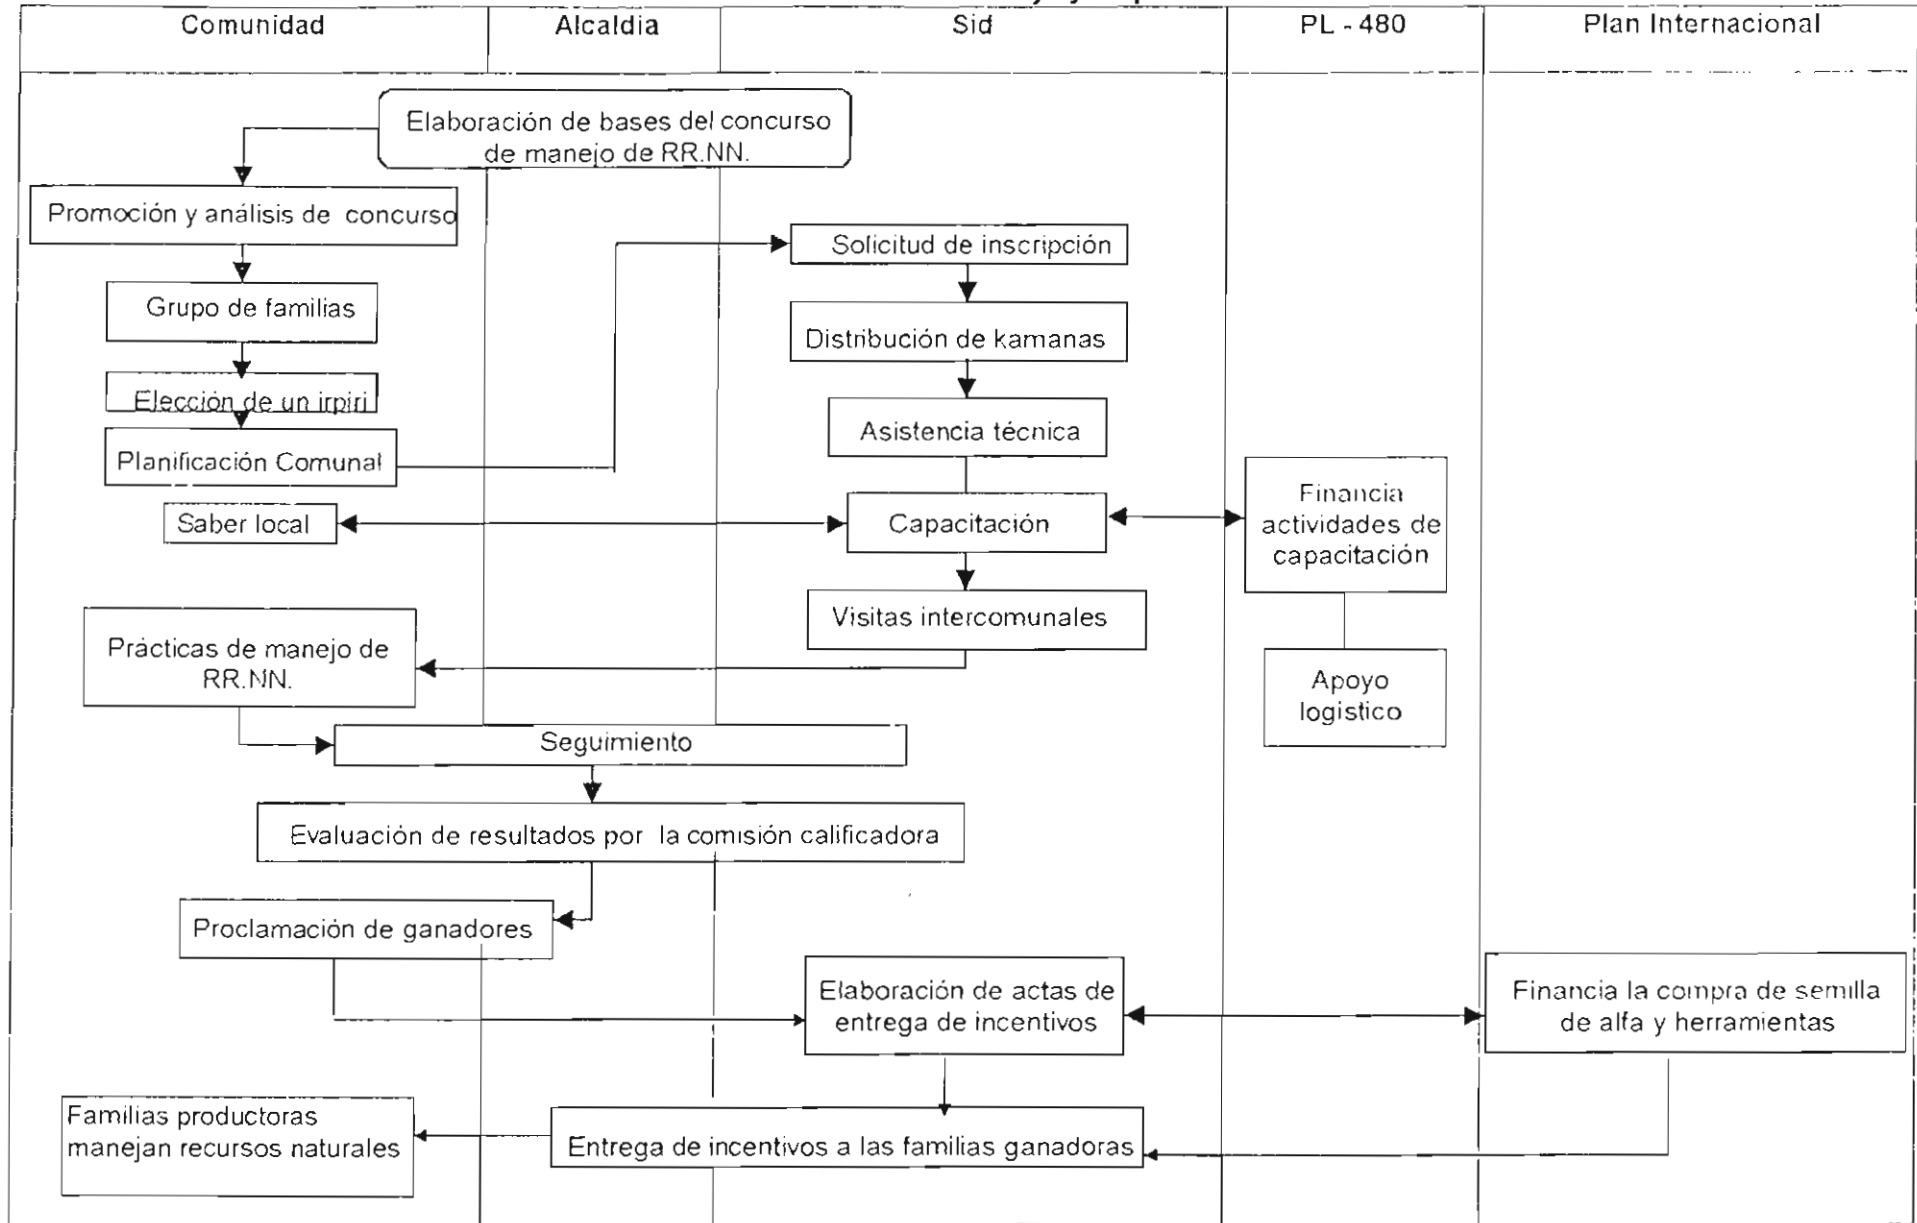 Comunidad
Alcaldia
Sid
PL - 480
Plan Internacional
Elaboración de bases del concurso
de manejo de RR.NN.
Promoción y análisis de concurso
Solicitud de inscripción
Grupo de familias
Distribución de kamanas
Elección de un irpiri
Asistencia técnica
Planificación Comunal
Financia
actividades de
capacitación
Saber local
Capacitación
Visitas intercomunales
Prácticas de manejo de
RR.NN.
Apoyo
logistico
Seguimiento
Evaluación de resultados por la comisión calificadora
Proclamación de ganadores
Elaboración de actas de
entrega de incentivos
Financia la compra de semilla
de alfa y herramientas
Familias productoras
manejan recursos naturales
Entrega de incentivos a las familias ganadoras